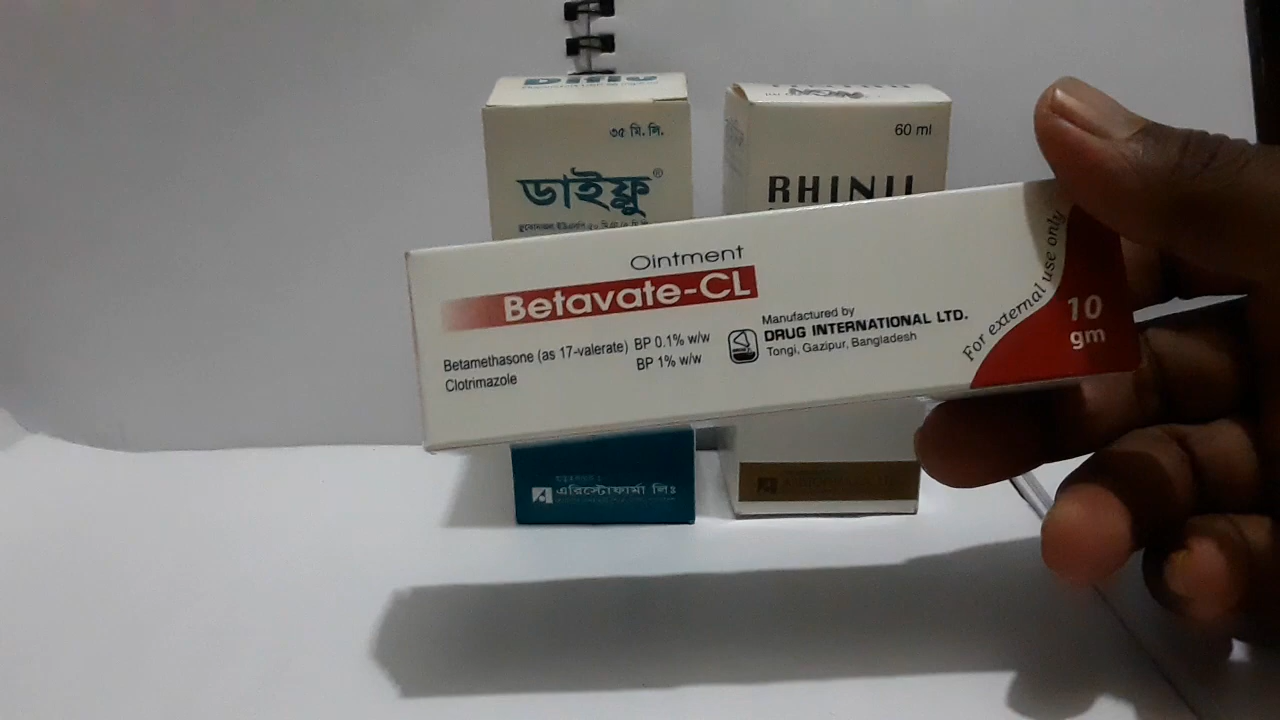 ৩৫ মি. লি.
ডাইফ্লু®
60 ml
Ointment
Betavate-CL
Betamethasone (as 17-valerate) BP 0.1% w/w
Clotrimazole BP 1% w/w
Manufactured by
DRUG INTERNATIONAL LTD.
Tongi, Gazipur, Bangladesh
For external use only
10
gm
এরিস্টোফার্মা লিঃ